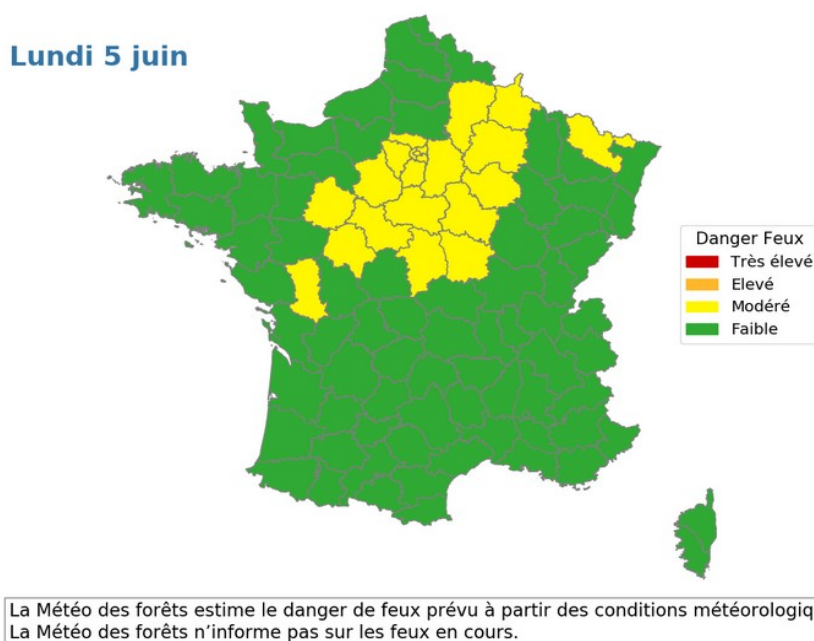 Lundi 5 juin
Danger Feux
Très élevé
Elevé
Modéré
Faible
La Météo des forêts estime le danger de feux prévu à partir des conditions météorologiq
La Météo des forêts n’informe pas sur les feux en cours.